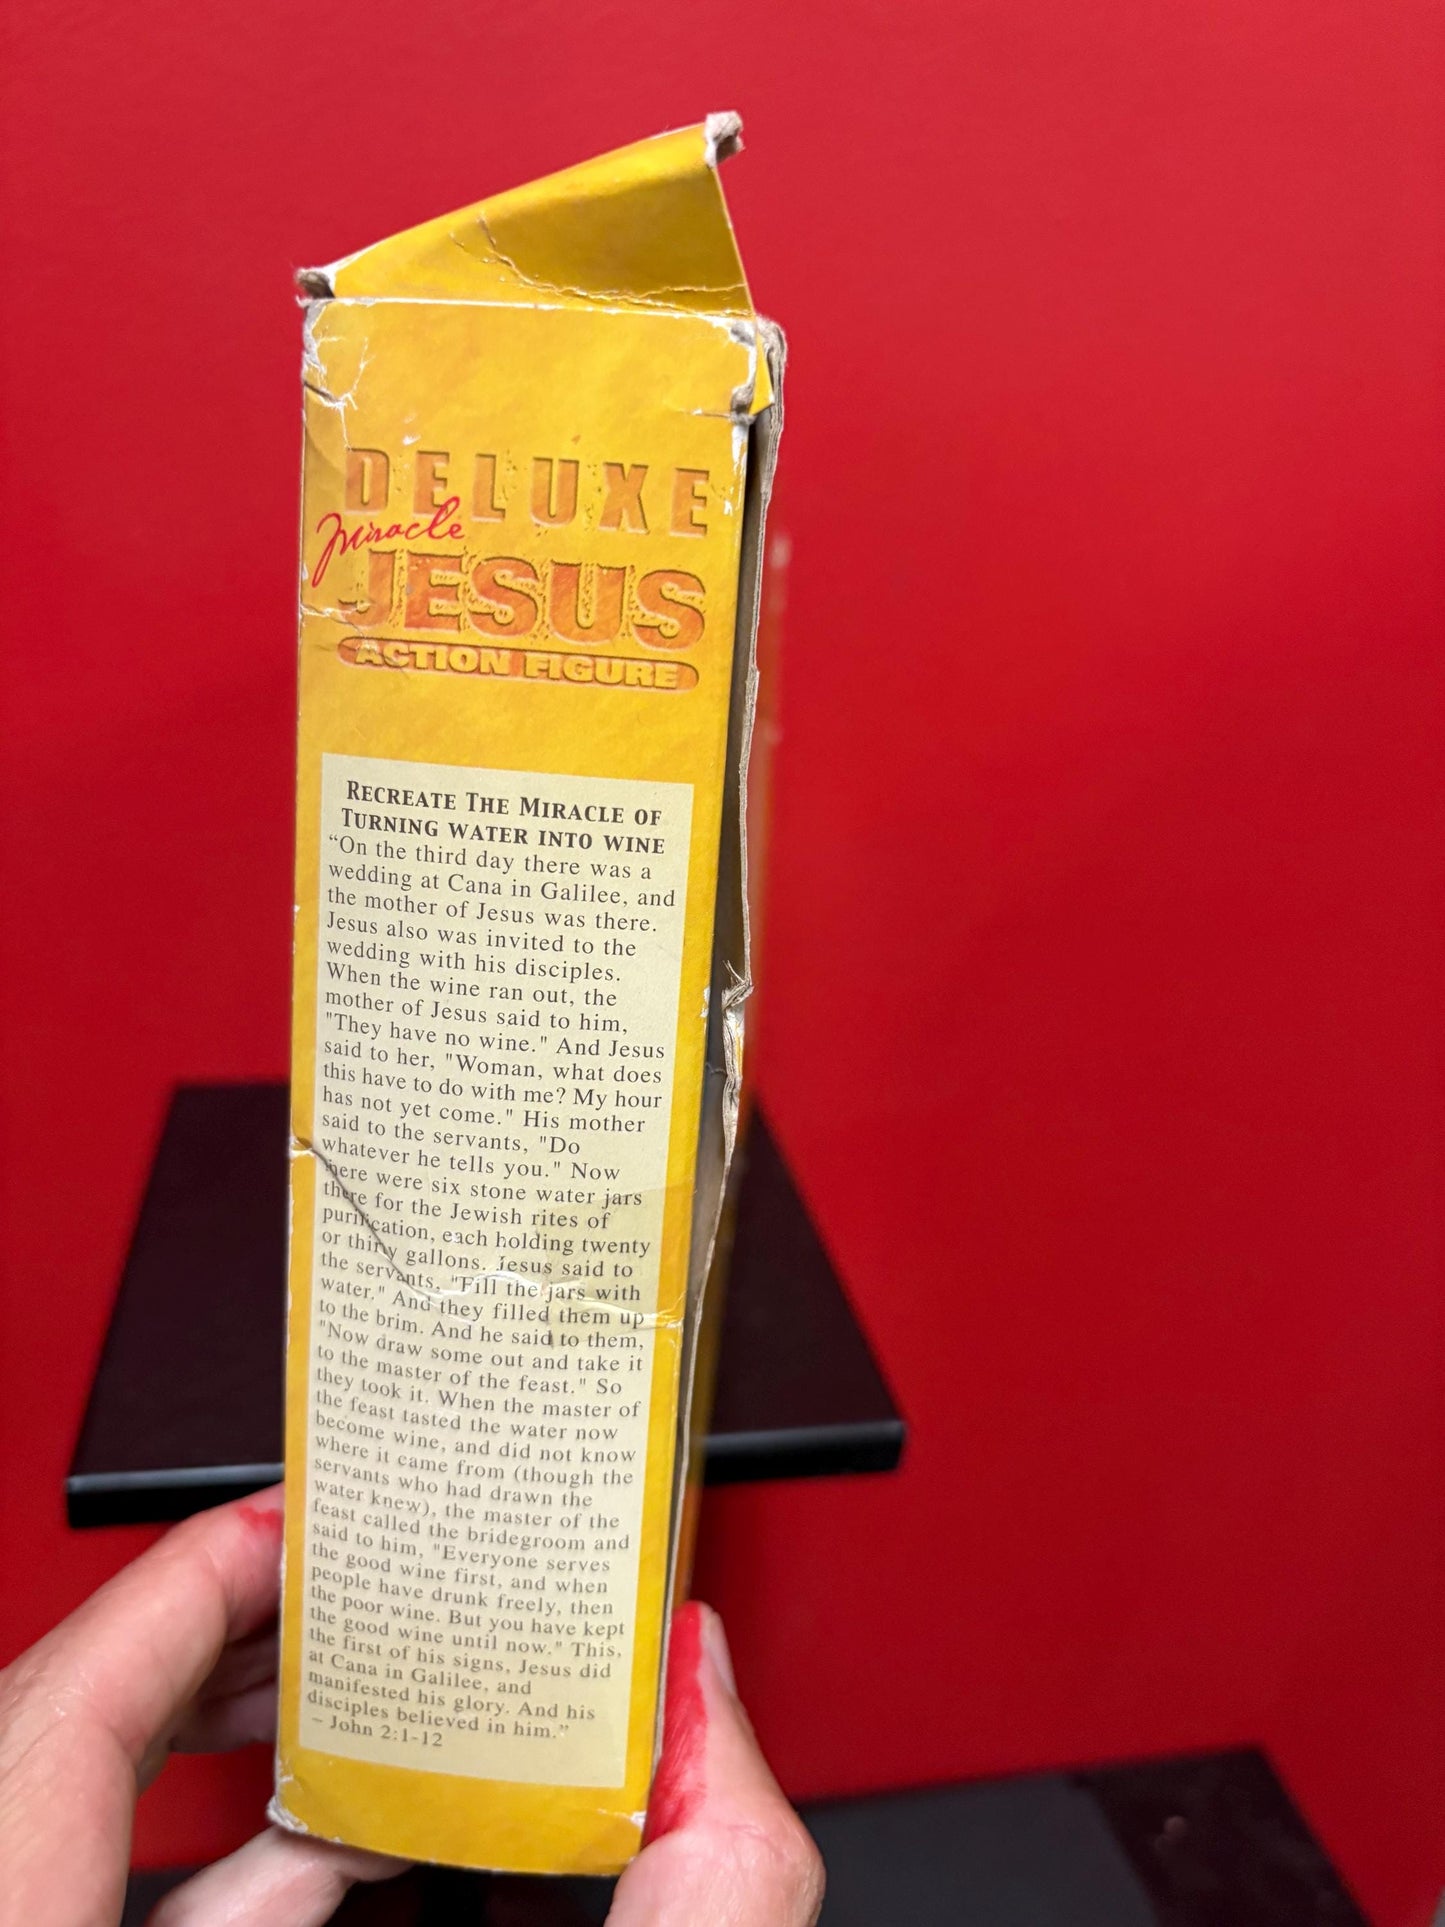 DELUXE
Miracle
JESUS
ACTION FIGURE
RECREATE THE MIRACLE OF
TURNING WATER INTO WINE
“On the third day there was a
wedding at Cana in Galilee, and
the mother of Jesus was there.
Jesus also was invited to the
wedding with his disciples.
When the wine ran out, the
mother of Jesus said to him,
"They have no wine." And Jesus
said to her, "Woman, what does
this have to do with me? My hour
has not yet come." His mother
said to the servants, "Do
whatever he tells you." Now
here were six stone water jars
there for the Jewish rites of
purification, each holding twenty
or thirty gallons. Jesus said to
the servants, "Fill the jars with
water." And they filled them up
to the brim. And he said to them,
"Now draw some out and take it
to the master of the feast." So
they took it. When the master of
the feast tasted the water now
become wine, and did not know
where it came from (though the
servants who had drawn the
water knew), the master of the
feast called the bridegroom and
said to him, "Everyone serves
the good wine first, and when
people have drunk freely, then
the poor wine. But you have kept
the good wine until now." This,
the first of his signs, Jesus did
at Cana in Galilee, and
manifested his glory. And his
disciples believed in him.”
– John 2:1-12